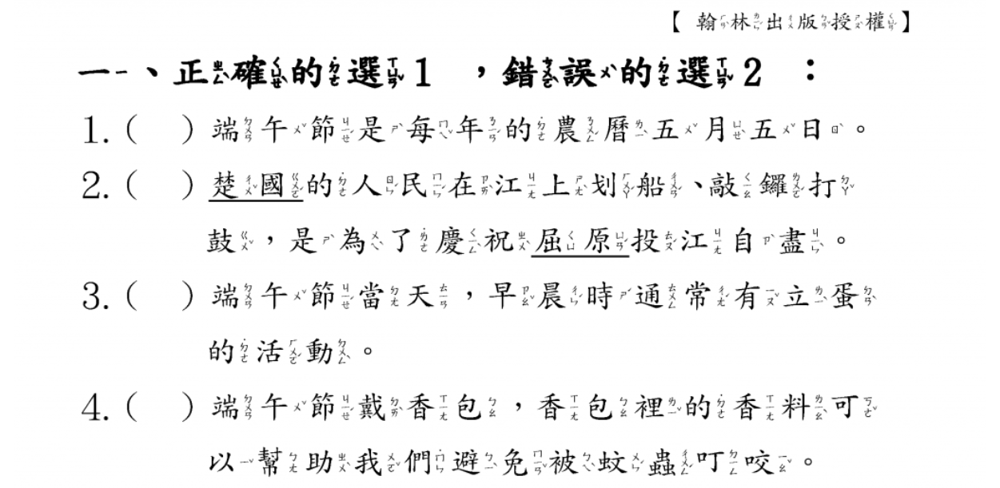 【翰林出版授權】
一、正確的選1，錯誤的選2：
1.(　)端午節是每年的農曆五月五日。
2.(　)楚國的人民在江上划船、敲鑼打
鼓，是為了慶祝屈原投江自盡。
3.(　)端午節當天，早晨時通常有立蛋
的活動。
4.(　)端午節戴香包，香包裡的香料可
以幫助我們避免被蚊蟲叮咬。